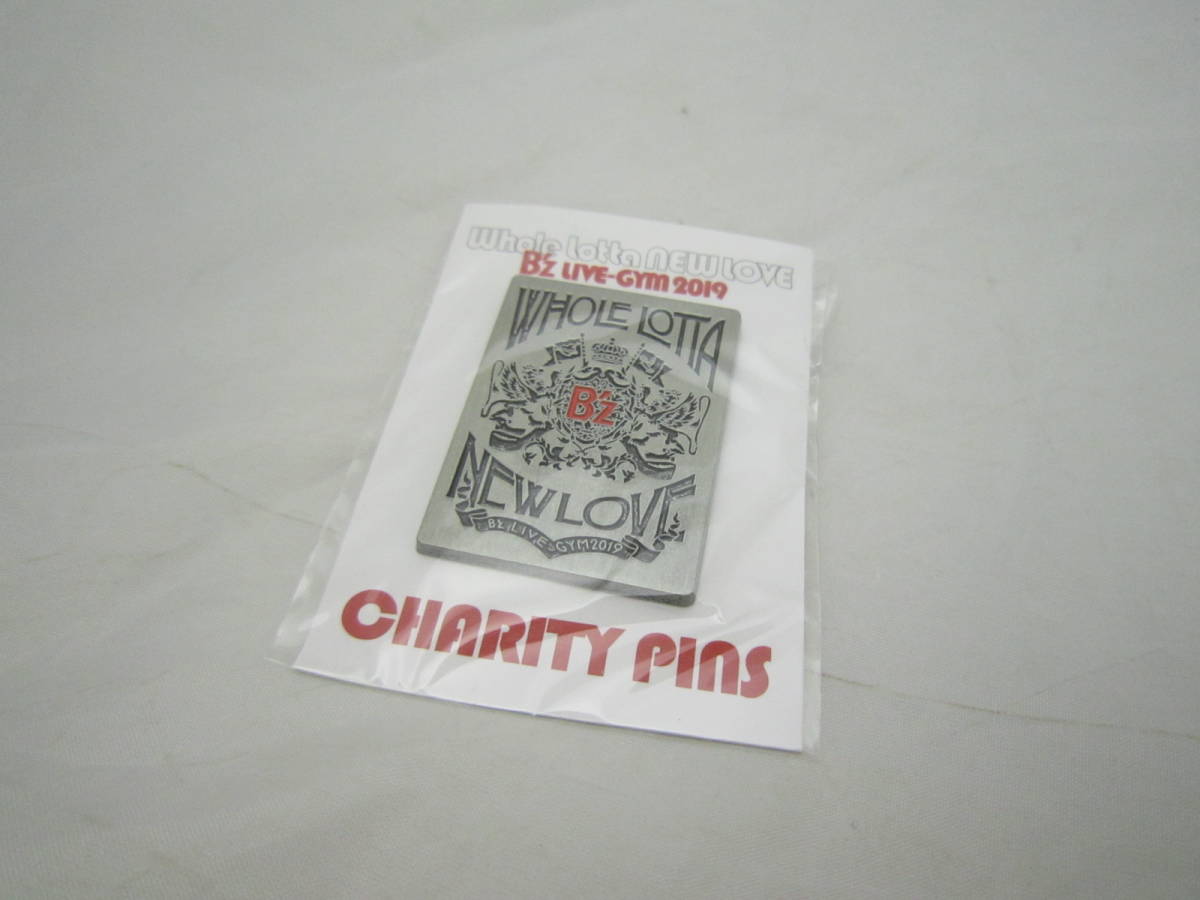 Whole Lotta NEW LOVE
B'z LIVE-GYM 2019
WHOLE LOTTA
B'z
NEW LOVE
B'z LIVE-GYM 2019
CHARITY PINS